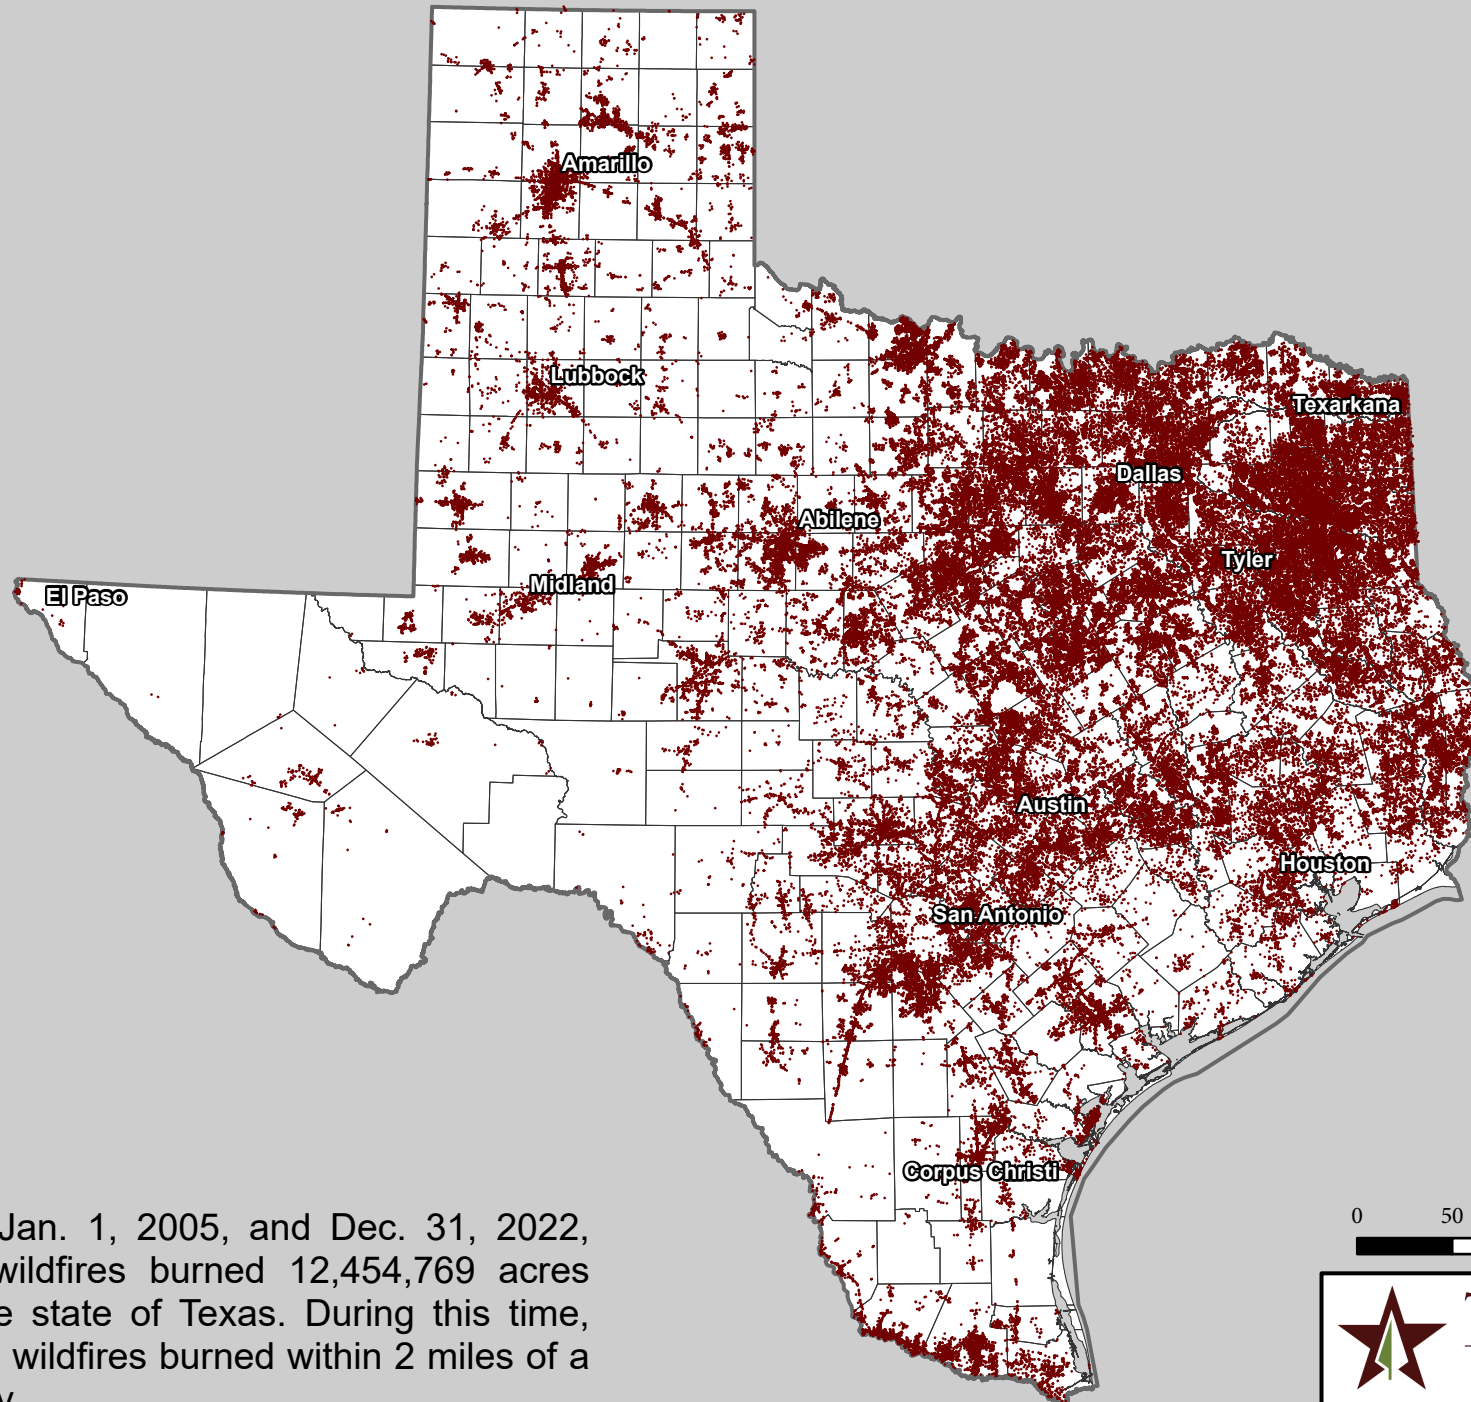 Amarillo
Lubbock
Texarkana
Dallas
Abilene
Tyler
Midland
El Paso
Austin
Houston
San Antonio
Corpus Christi
Jan. 1, 2005, and Dec. 31, 2022,
wildfires burned 12,454,769 acres
state of Texas. During this time,
wildfires burned within 2 miles of a
0 50